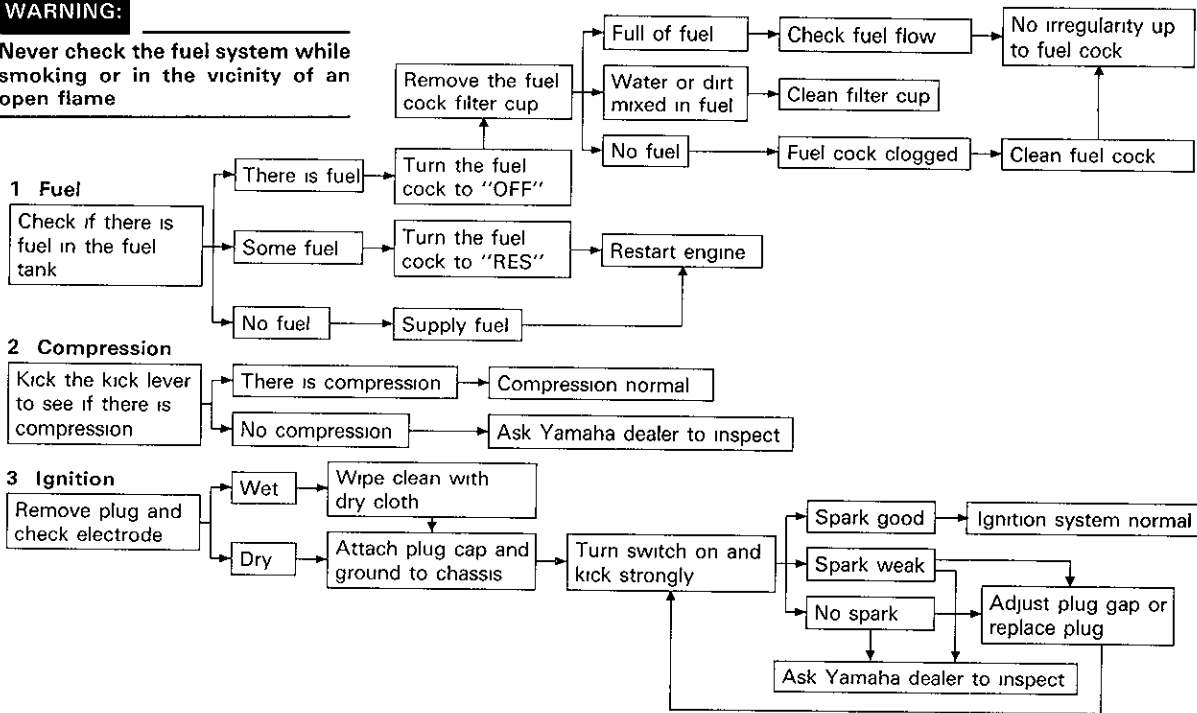 WARNING:
Never check the fuel system while
smoking or in the vicinity of an
open flame
Remove the fuel
cock filter cup
Full of fuel
Check fuel flow
No irregularity up
to fuel cock
Water or dirt
mixed in fuel
Clean filter cup
No fuel
Fuel cock clogged
Clean fuel cock
1 Fuel
Check if there is
fuel in the fuel
tank
There is fuel
Turn the fuel
cock to "OFF"
Some fuel
Turn the fuel
cock to "RES"
Restart engine
No fuel
Supply fuel
2 Compression
Kick the kick lever
to see if there is
compression
There is compression
Compression normal
No compression
Ask Yamaha dealer to inspect
3 Ignition
Remove plug and
check electrode
Wet
Wipe clean with
dry cloth
Dry
Attach plug cap and
ground to chassis
Turn switch on and
kick strongly
Spark good
Ignition system normal
Spark weak
No spark
Adjust plug gap or
replace plug
Ask Yamaha dealer to inspect